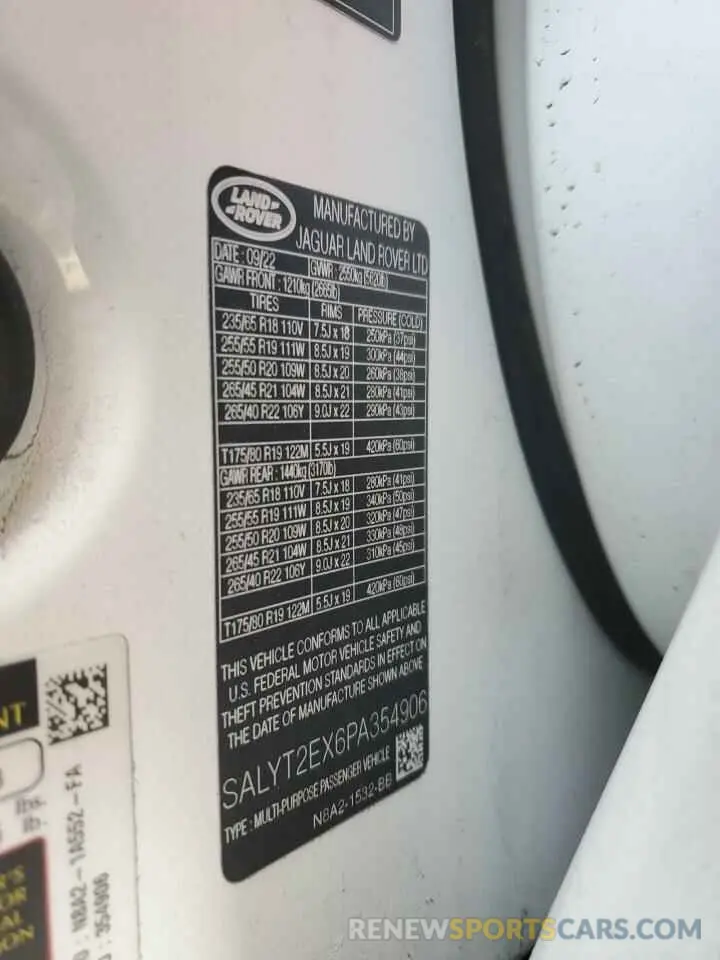 LAND ROVER
MANUFACTURED BY
JAGUAR LAND ROVER LTD
DATE : 09/22 GVWR : 2550kg (5620lb)
GAWR FRONT : 1210kg (2665lb)
TIRES RIMS PRESSURE (COLD)
235/65 R18 110V 7.5J x 18 250kPa (37psi)
255/55 R19 111W 8.5J x 19 300kPa (44psi)
255/50 R20 109W 8.5J x 20 260kPa (38psi)
265/45 R21 104W 8.5J x 21 280kPa (41psi)
265/40 R22 106Y 9.0J x 22 290kPa (43psi)
T175/80 R19 122M 5.5J x 19 420kPa (60psi)
GAWR REAR : 1440kg (3170lb)
235/65 R18 110V 7.5J x 18 280kPa (41psi)
255/55 R19 111W 8.5J x 19 340kPa (50psi)
255/50 R20 109W 8.5J x 20 320kPa (47psi)
265/45 R21 104W 8.5J x 21 330kPa (48psi)
265/40 R22 106Y 9.0J x 22 310kPa (45psi)
T175/80 R19 122M 5.5J x 19 420kPa (60psi)
THIS VEHICLE CONFORMS TO ALL APPLICABLE
U.S. FEDERAL MOTOR VEHICLE SAFETY AND
THEFT PREVENTION STANDARDS IN EFFECT ON
THE DATE OF MANUFACTURE SHOWN ABOVE
SALYT2EX6PA354906
TYPE : MULTI-PURPOSE PASSENGER VEHICLE
N8A2-1532-BB
NT
: N8A2-1A552-FA
: 354906
RENEWSPORTSCARS.COM